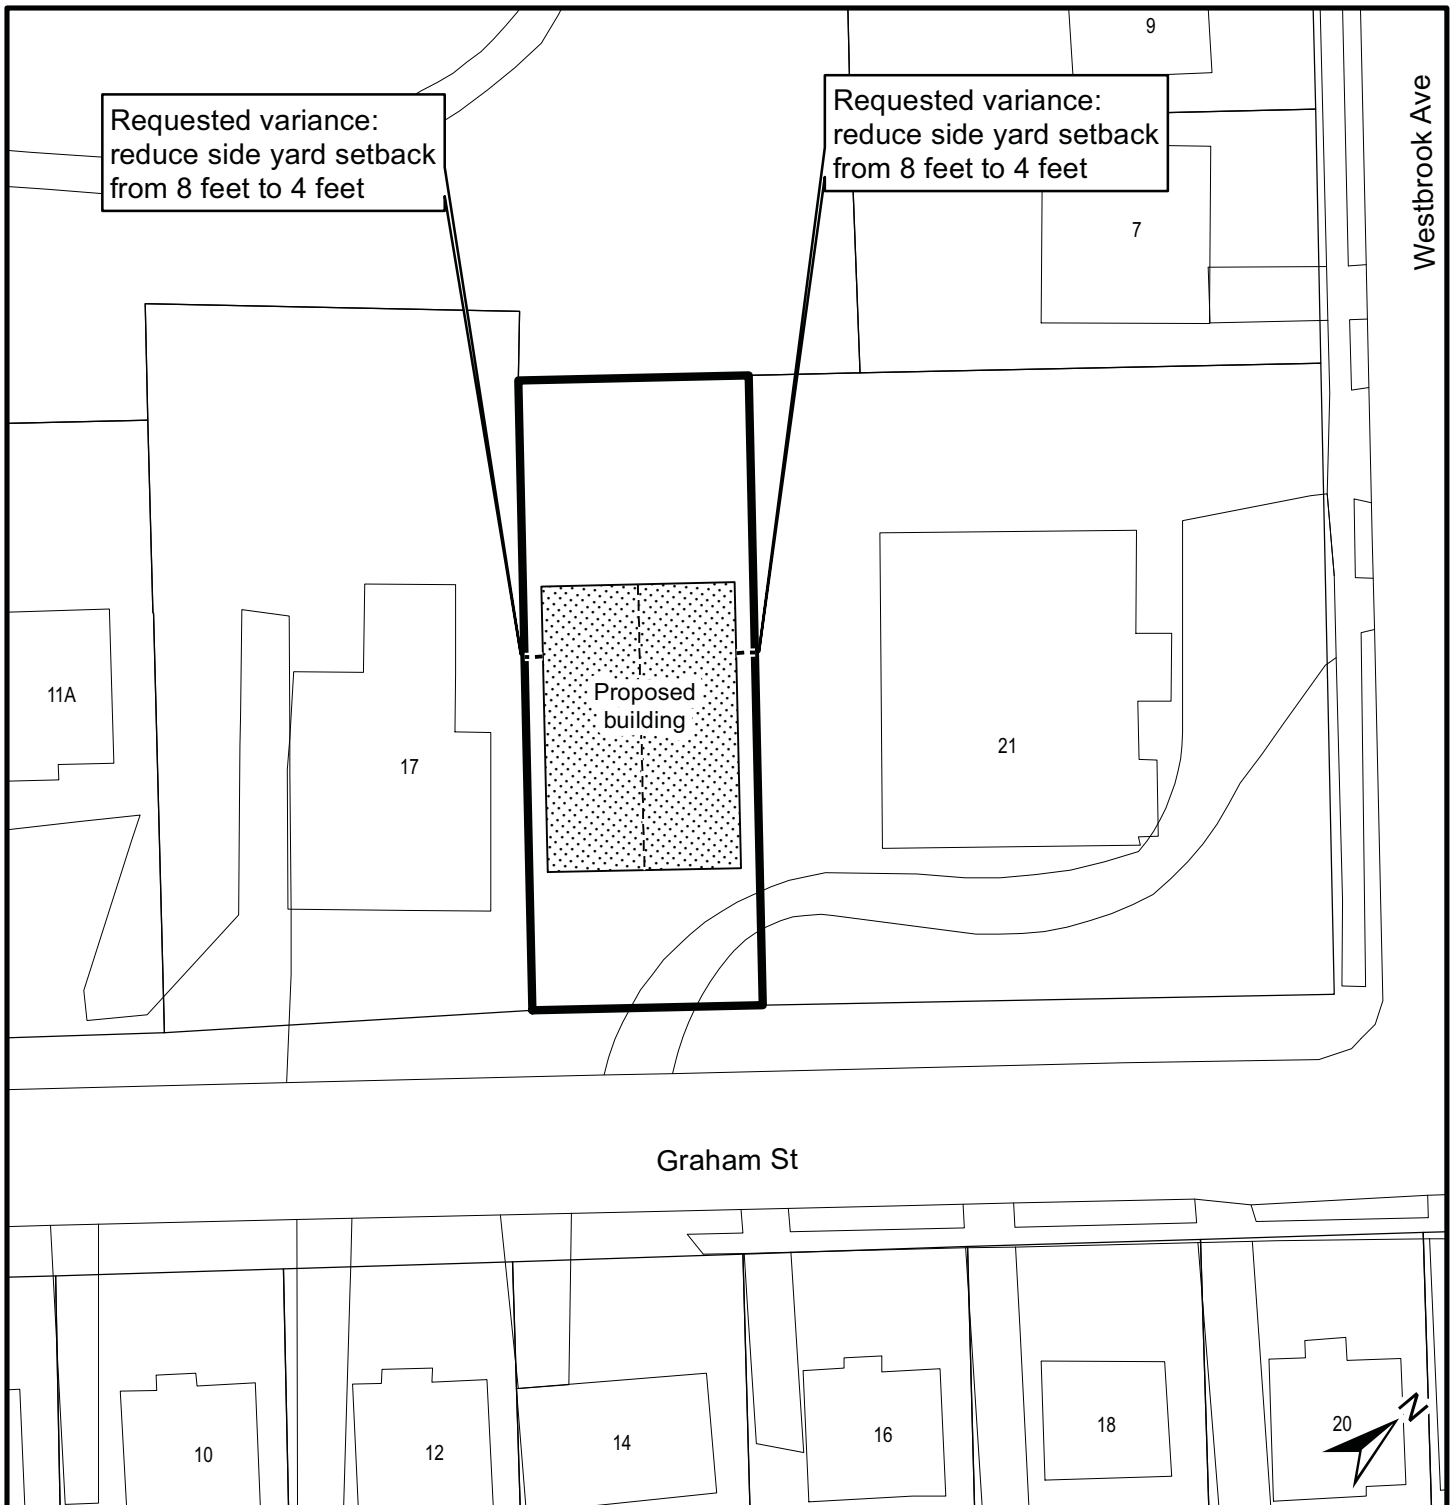 9
Westbrook Ave
Requested variance:
reduce side yard setback
from 8 feet to 4 feet
Requested variance:
reduce side yard setback
from 8 feet to 4 feet
7
11A
17
Proposed
building
21
Graham St
10
12
14
16
18
20
N